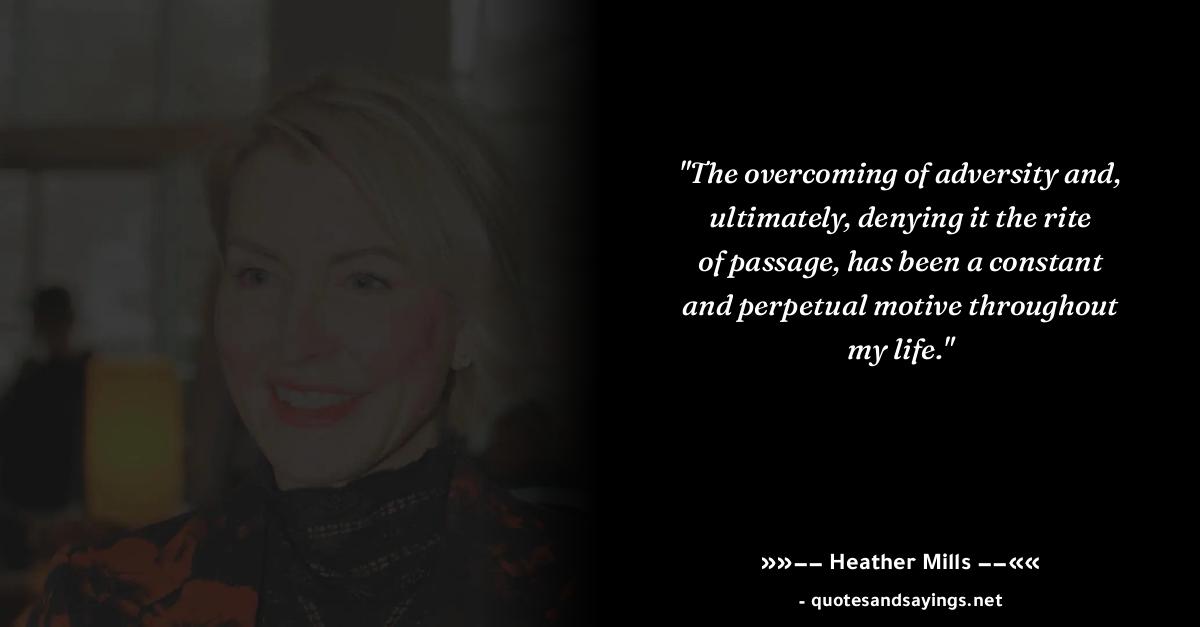 "The overcoming of adversity and,
ultimately, denying it the rite
of passage, has been a constant
and perpetual motive throughout
my life."
»»–– Heather Mills ––««
- quotesandsayings.net